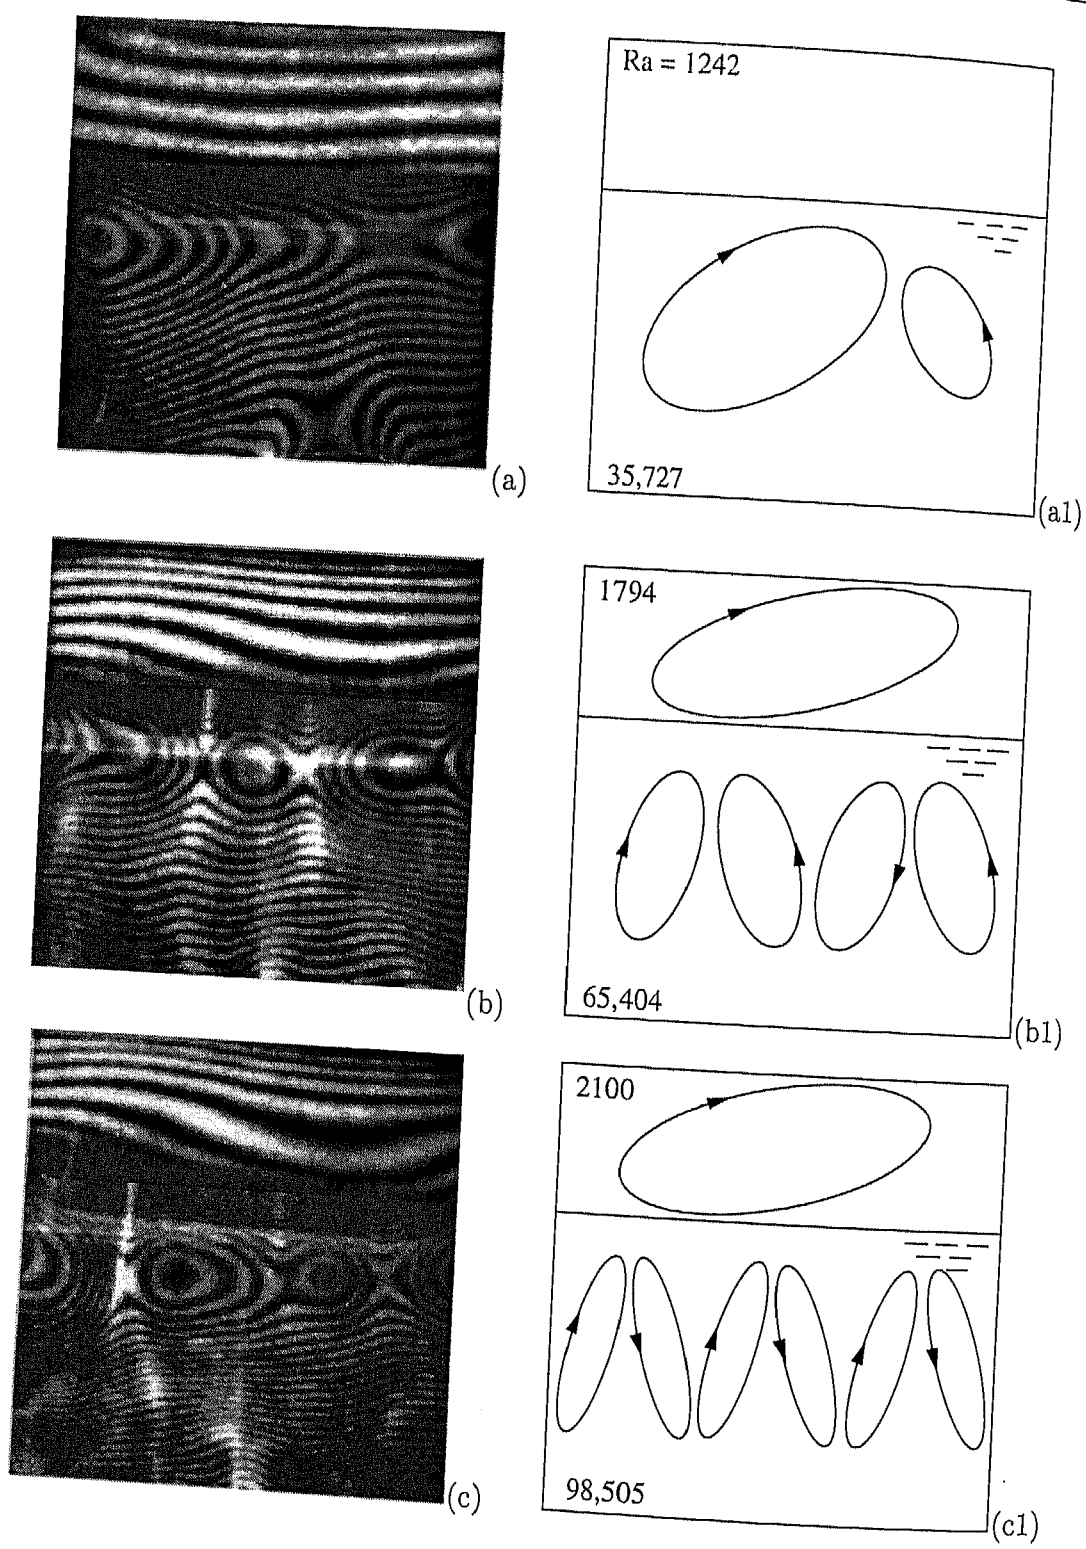 Ra = 1242
35,727
(a)
(a1)
1794
65,404
(b)
(b1)
2100
98,505
(c)
(c1)